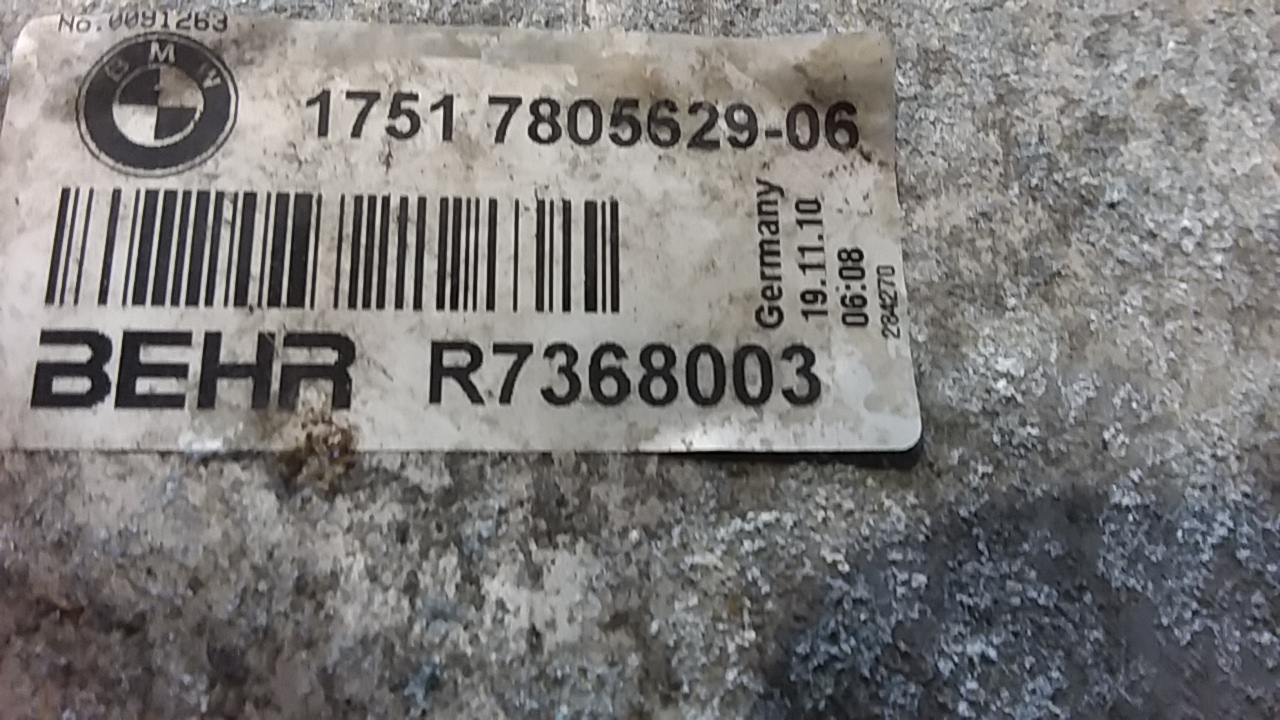 No.0091263
BMW
1751 7805629-06
Germany
19.11.10
06:08
284270
BEHR R7368003